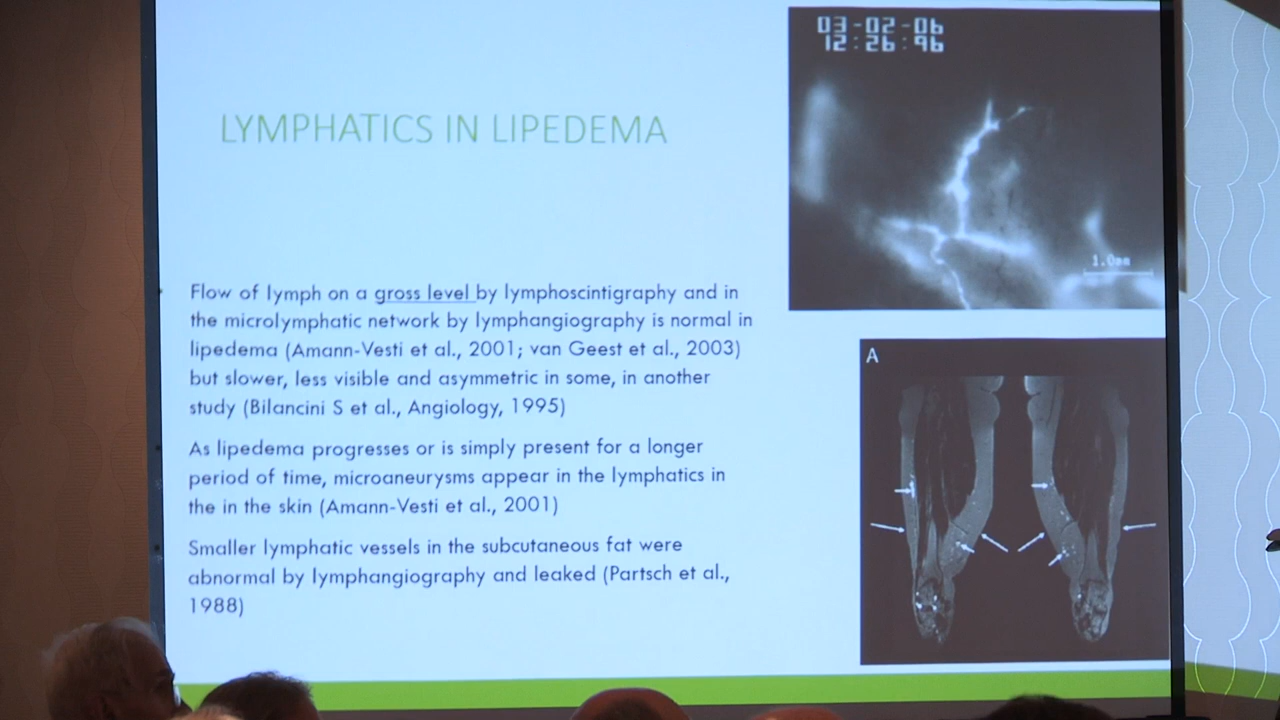 03-02-06
12:26:96
LYMPHATICS IN LIPEDEMA
1.0mm
Flow of lymph on a gross level by lymphoscintigraphy and in
the microlymphatic network by lymphangiography is normal in
lipedema (Amann-Vesti et al., 2001; van Geest et al., 2003)
but slower, less visible and asymmetric in some, in another
study (Bilancini S et al., Angiology, 1995)
A
As lipedema progresses or is simply present for a longer
period of time, microaneurysms appear in the lymphatics in
the in the skin (Amann-Vesti et al., 2001)
Smaller lymphatic vessels in the subcutaneous fat were
abnormal by lymphangiography and leaked (Partsch et al.,
1988)